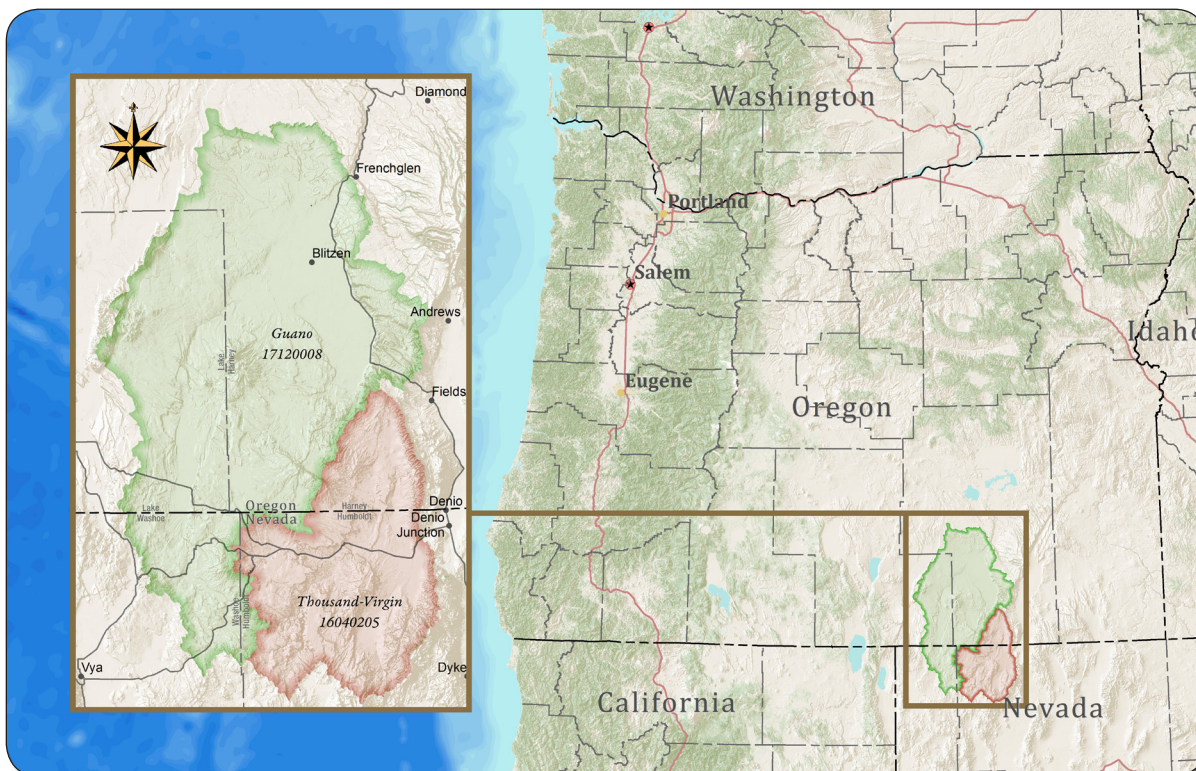 Diamond
Frenchglen
Blitzen
Andrews
Guano
17120008
Lake
Harney
Fields
Denio
Oregon
Nevada
Lake
Washoe
Harney
Humboldt
Denio
Junction
Thousand-Virgin
16040205
Washoe
Humboldt
Vya
Dyke
Washington
Portland
Salem
Idaho
Eugene
Oregon
California
Nevada